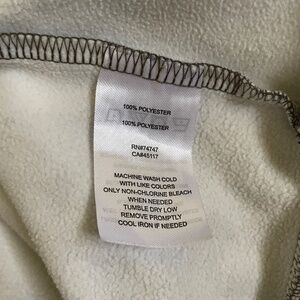 100% POLYESTER
100% POLYESTER
RN#74747
CA#45117
MACHINE WASH COLD
WITH LIKE COLORS
ONLY NON-CHLORINE BLEACH
WHEN NEEDED
TUMBLE DRY LOW
REMOVE PROMPTLY
COOL IRON IF NEEDED